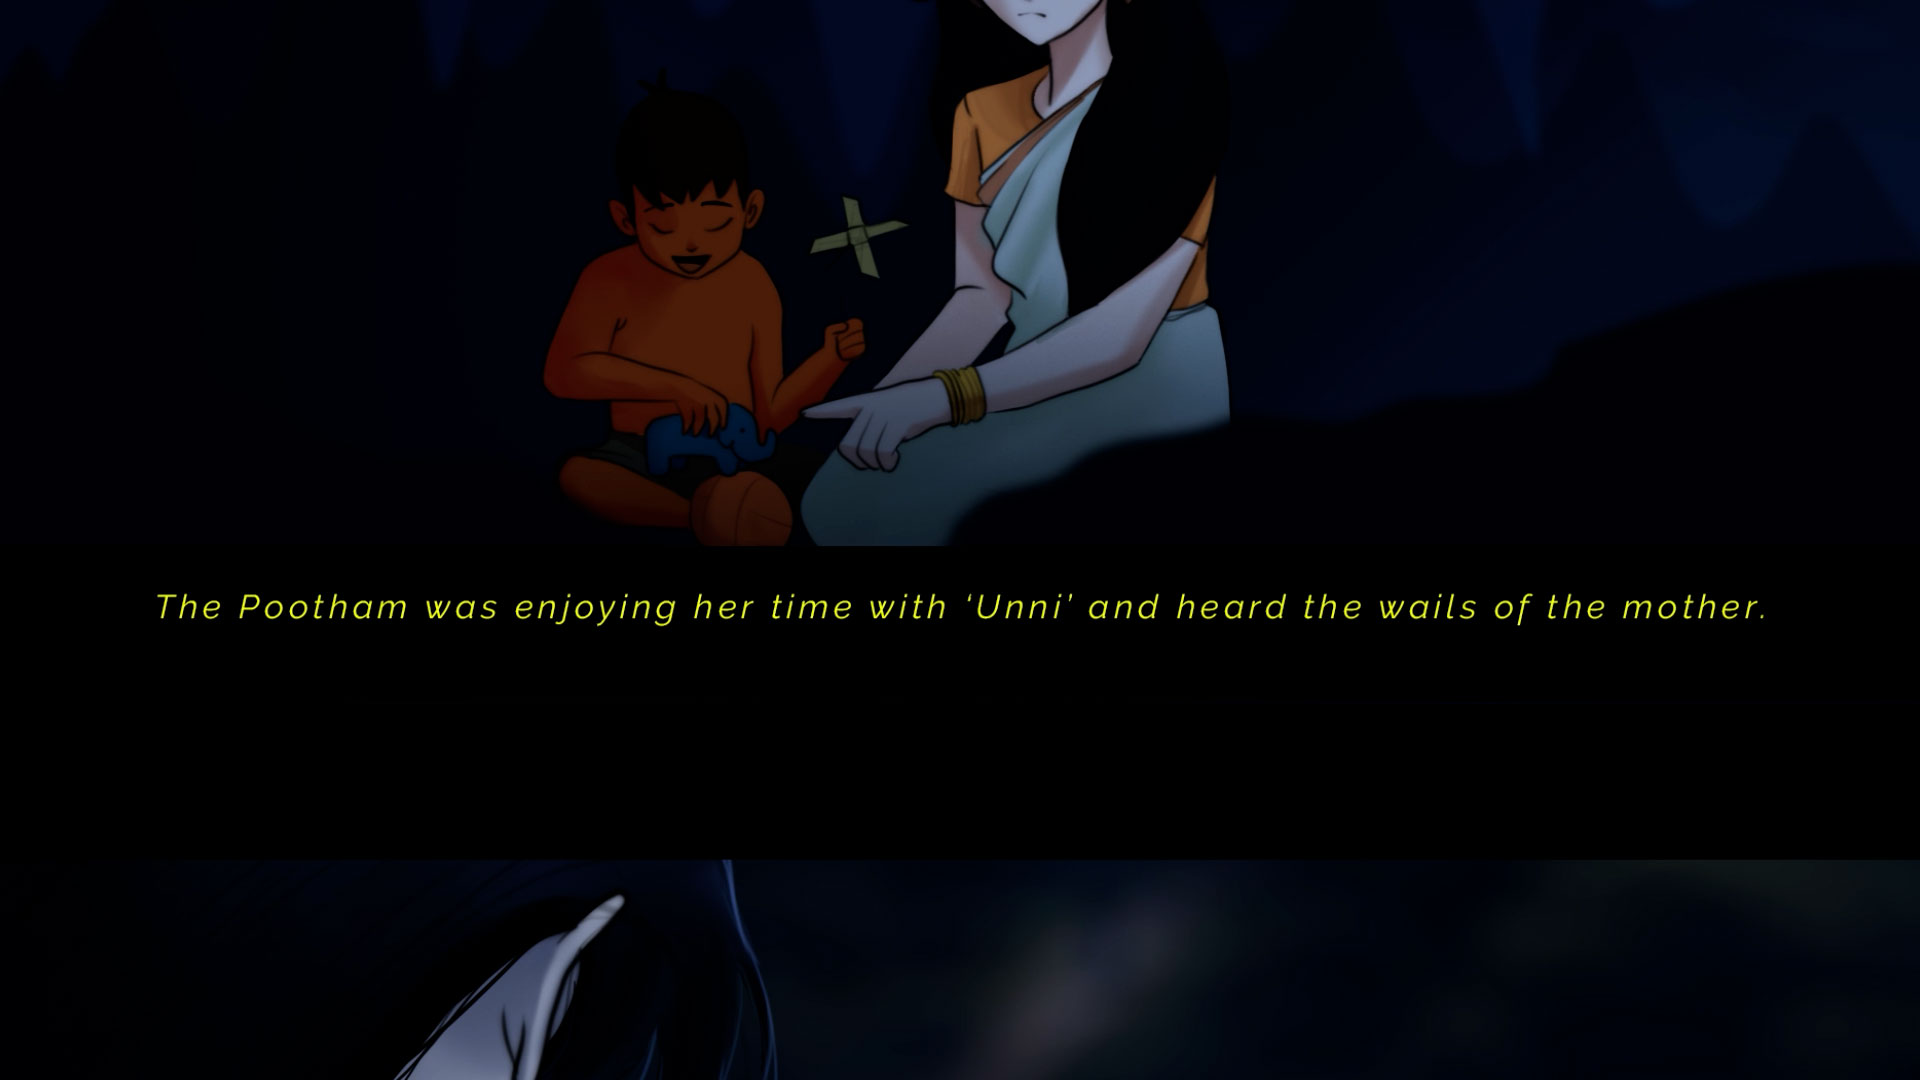 The Pootham was enjoying her time with ‘Unni’ and heard the wails of the mother.